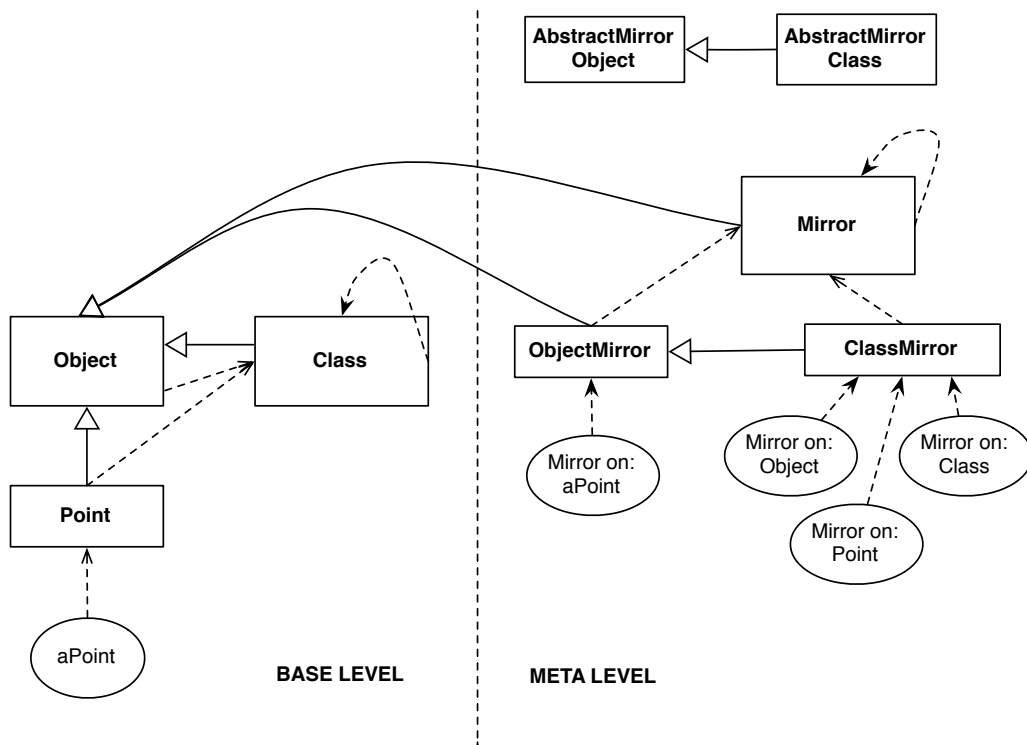 AbstractMirror
Object
AbstractMirror
Class
Mirror
Object
Class
ObjectMirror
ClassMirror
Mirror on:
aPoint
Mirror on:
Object
Mirror on:
Class
Point
Mirror on:
Point
aPoint
BASE LEVEL
META LEVEL